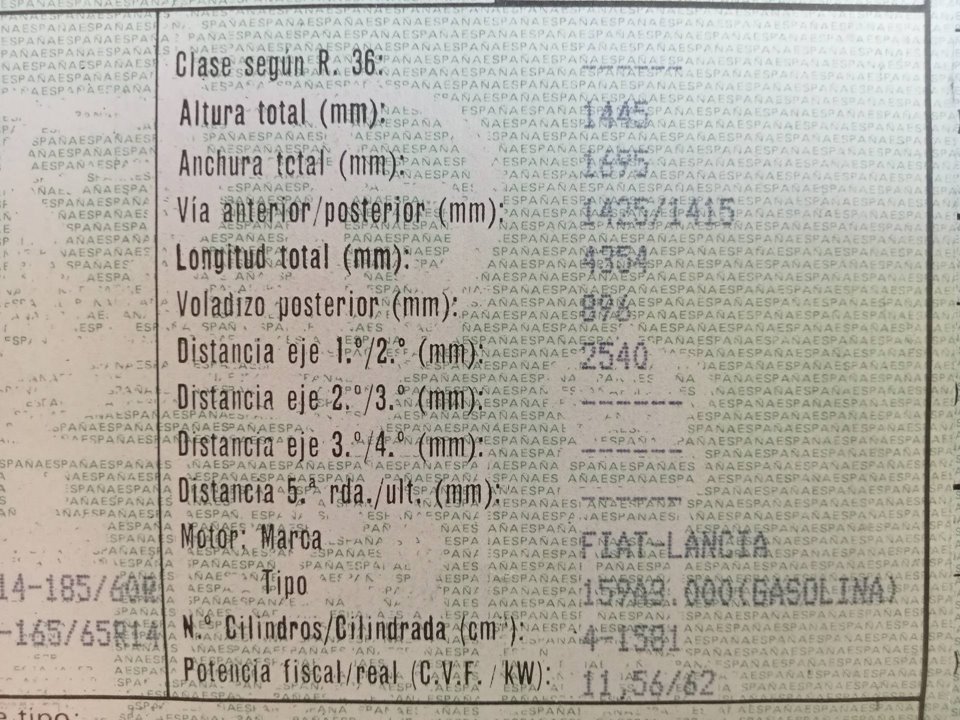 Clase según R. 36: ------
Altura total (mm): 1445
Anchura total (mm): 1695
Vía anterior/posterior (mm): 1425/1415
Longitud total (mm): 4354
Voladizo posterior (mm): 896
Distancia eje 1.º/2.º (mm): 2540
Distancia eje 2.º/3.º (mm): ------
Distancia eje 3.º/4.º (mm): ------
Distancia 5.ª rda./ult. (mm): ------
Motor: Marca FIAT-LANCIA
14-185/60R Tipo 159A3.000(GASOLINA)
-165/65R14 N.º Cilindros/Cilindrada (cm³): 4-1581
Potencia fiscal/real (C.V.F. / kW): 11,56/62
e tipo: